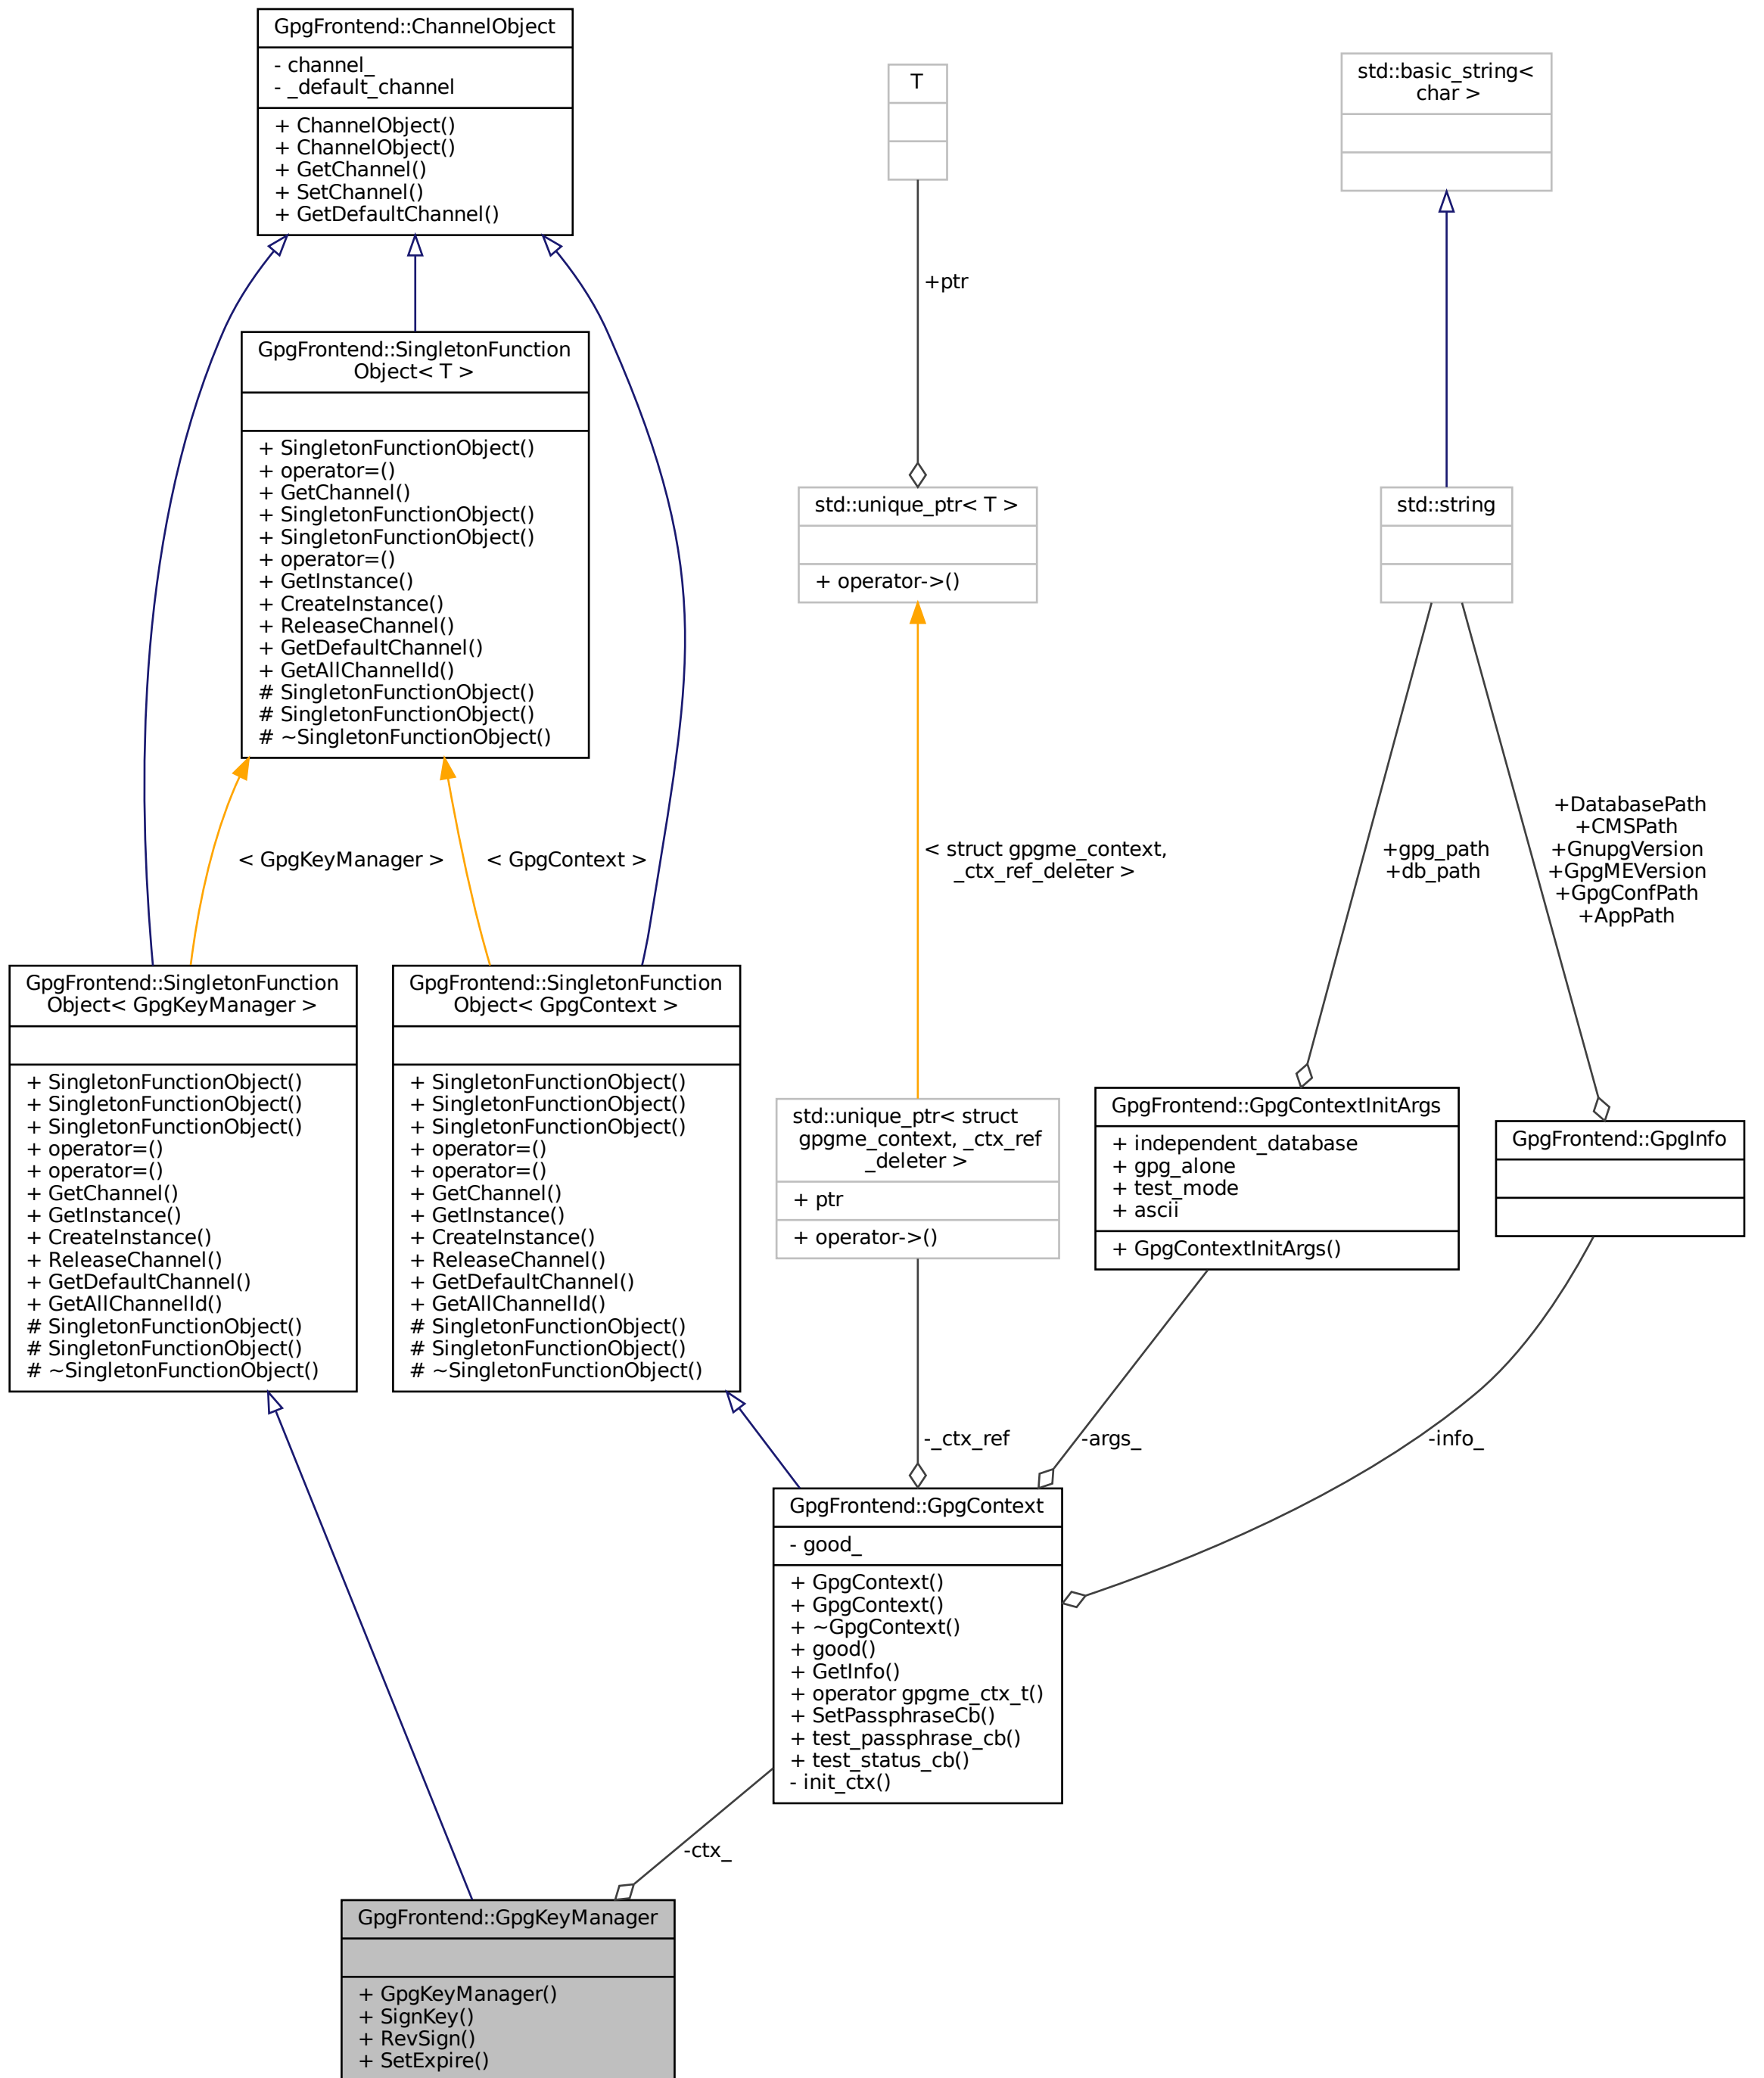 GpgFrontend::ChannelObject
- channel_
- _default_channel
+ ChannelObject()
+ ChannelObject()
+ GetChannel()
+ SetChannel()
+ GetDefaultChannel()
T
std::basic_string<
char >
+ptr
GpgFrontend::SingletonFunction
Object< T >
+ SingletonFunctionObject()
+ operator=()
+ GetChannel()
+ SingletonFunctionObject()
+ SingletonFunctionObject()
+ operator=()
+ GetInstance()
+ CreateInstance()
+ ReleaseChannel()
+ GetDefaultChannel()
+ GetAllChannelId()
# SingletonFunctionObject()
# SingletonFunctionObject()
# ~SingletonFunctionObject()
std::unique_ptr< T >
+ operator->()
std::string
< GpgKeyManager >
< GpgContext >
< struct gpgme_context,
_ctx_ref_deleter >
+gpg_path
+db_path
+DatabasePath
+CMSPath
+GnupgVersion
+GpgMEVersion
+GpgConfPath
+AppPath
GpgFrontend::SingletonFunction
Object< GpgKeyManager >
+ SingletonFunctionObject()
+ SingletonFunctionObject()
+ SingletonFunctionObject()
+ operator=()
+ operator=()
+ GetChannel()
+ GetInstance()
+ CreateInstance()
+ ReleaseChannel()
+ GetDefaultChannel()
+ GetAllChannelId()
# SingletonFunctionObject()
# SingletonFunctionObject()
# ~SingletonFunctionObject()
GpgFrontend::SingletonFunction
Object< GpgContext >
+ SingletonFunctionObject()
+ SingletonFunctionObject()
+ SingletonFunctionObject()
+ operator=()
+ operator=()
+ GetChannel()
+ GetInstance()
+ CreateInstance()
+ ReleaseChannel()
+ GetDefaultChannel()
+ GetAllChannelId()
# SingletonFunctionObject()
# SingletonFunctionObject()
# ~SingletonFunctionObject()
std::unique_ptr< struct
gpgme_context, _ctx_ref
_deleter >
+ ptr
+ operator->()
GpgFrontend::GpgContextInitArgs
+ independent_database
+ gpg_alone
+ test_mode
+ ascii
+ GpgContextInitArgs()
GpgFrontend::GpgInfo
-_ctx_ref
-args_
-info_
GpgFrontend::GpgContext
- good_
+ GpgContext()
+ GpgContext()
+ ~GpgContext()
+ good()
+ GetInfo()
+ operator gpgme_ctx_t()
+ SetPassphraseCb()
+ test_passphrase_cb()
+ test_status_cb()
- init_ctx()
-ctx_
GpgFrontend::GpgKeyManager
+ GpgKeyManager()
+ SignKey()
+ RevSign()
+ SetExpire()